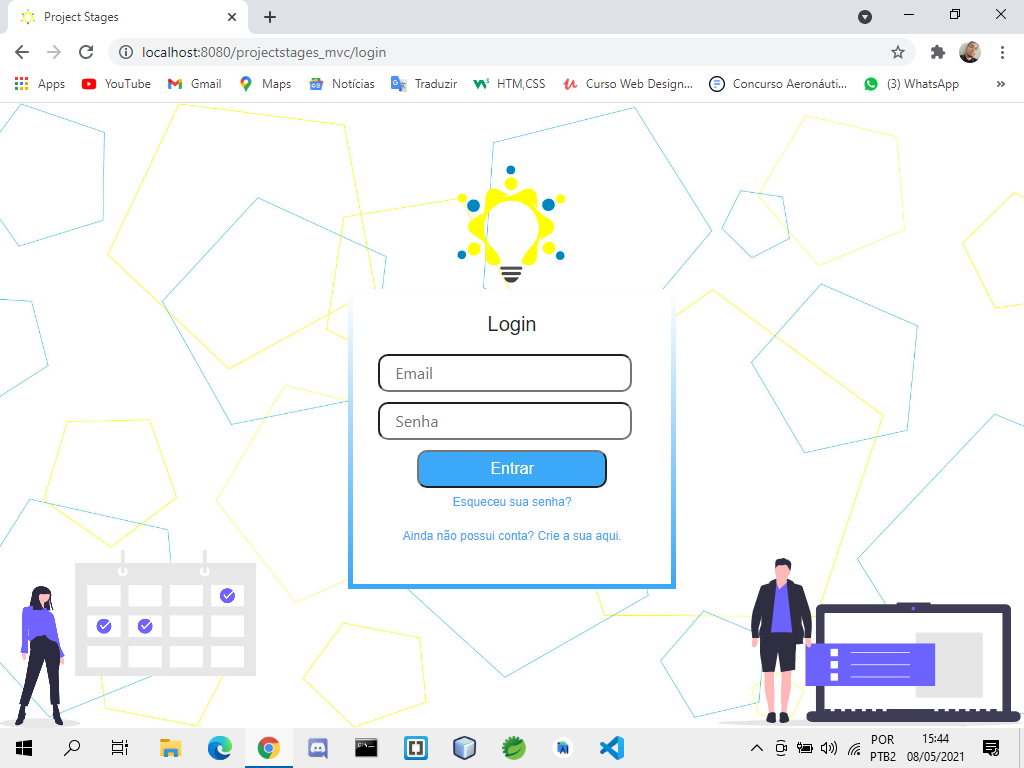 Project Stages
localhost:8080/projectstages_mvc/login
Apps YouTube Gmail Maps Notícias Traduzir HTM,CSS Curso Web Design... Concurso Aeronáuti... (3) WhatsApp »
Login
Email
Senha
Entrar
Esqueceu sua senha?
Ainda não possui conta? Crie a sua aqui.
POR 15:44
PTB2 08/05/2021